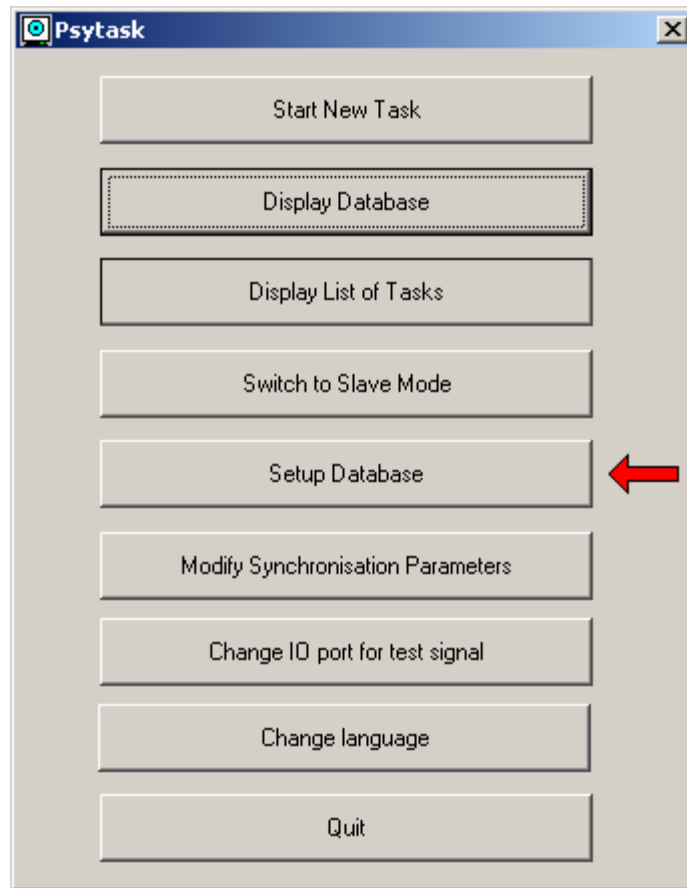 Psytask
Start New Task
Display Database
Display List of Tasks
Switch to Slave Mode
Setup Database
Modify Synchronisation Parameters
Change IO port for test signal
Change language
Quit